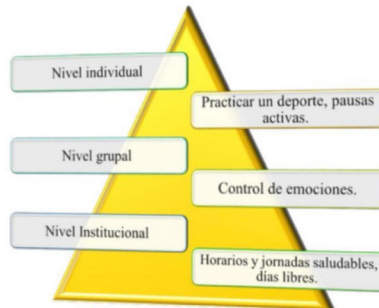 Nivel individual
Practicar un deporte, pausas
activas.
Nivel grupal
Control de emociones.
Nivel Institucional
Horarios y jornadas saludables,
días libres.